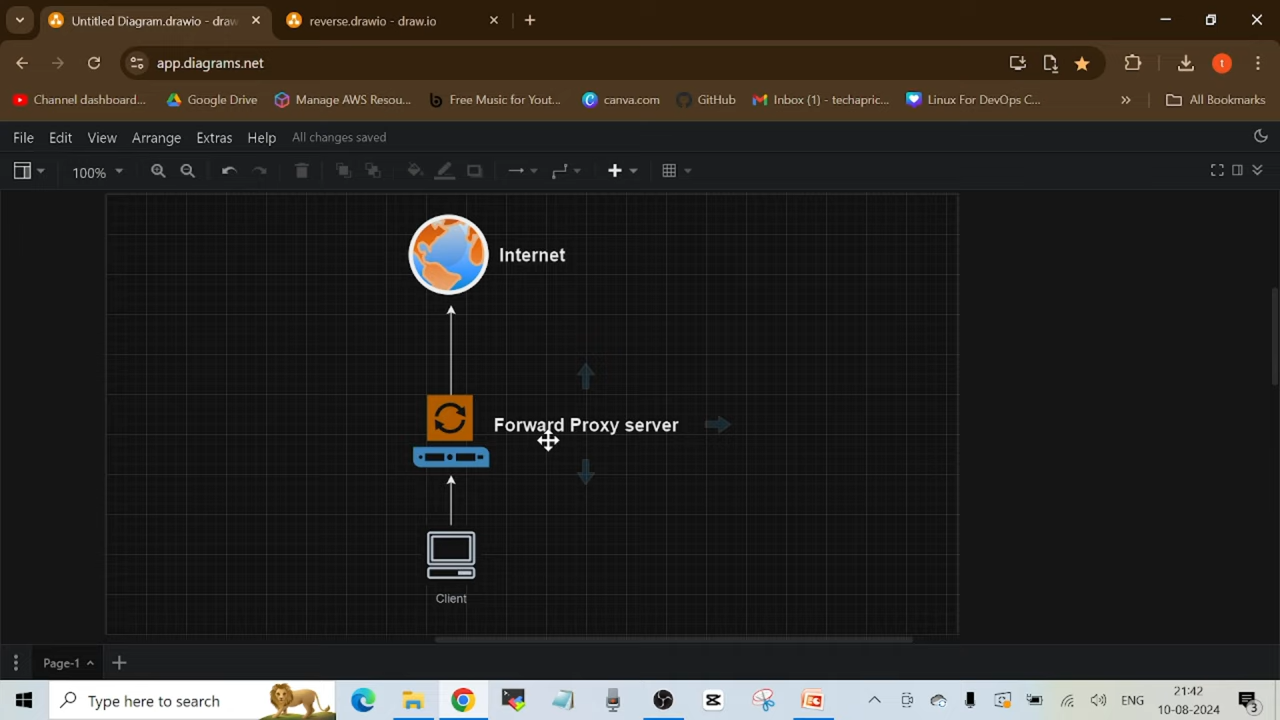 Untitled Diagram.drawio - draw
reverse.drawio - draw.io
app.diagrams.net
t
Channel dashboard...
Google Drive
Manage AWS Resou...
Free Music for Yout...
canva.com
GitHub
Inbox (1) - techapric...
Linux For DevOps C...
»
All Bookmarks
File
Edit
View
Arrange
Extras
Help
All changes saved
100%
Internet
Forward Proxy server
Client
Page-1
Type here to search
ENG
21:42
10-08-2024
3